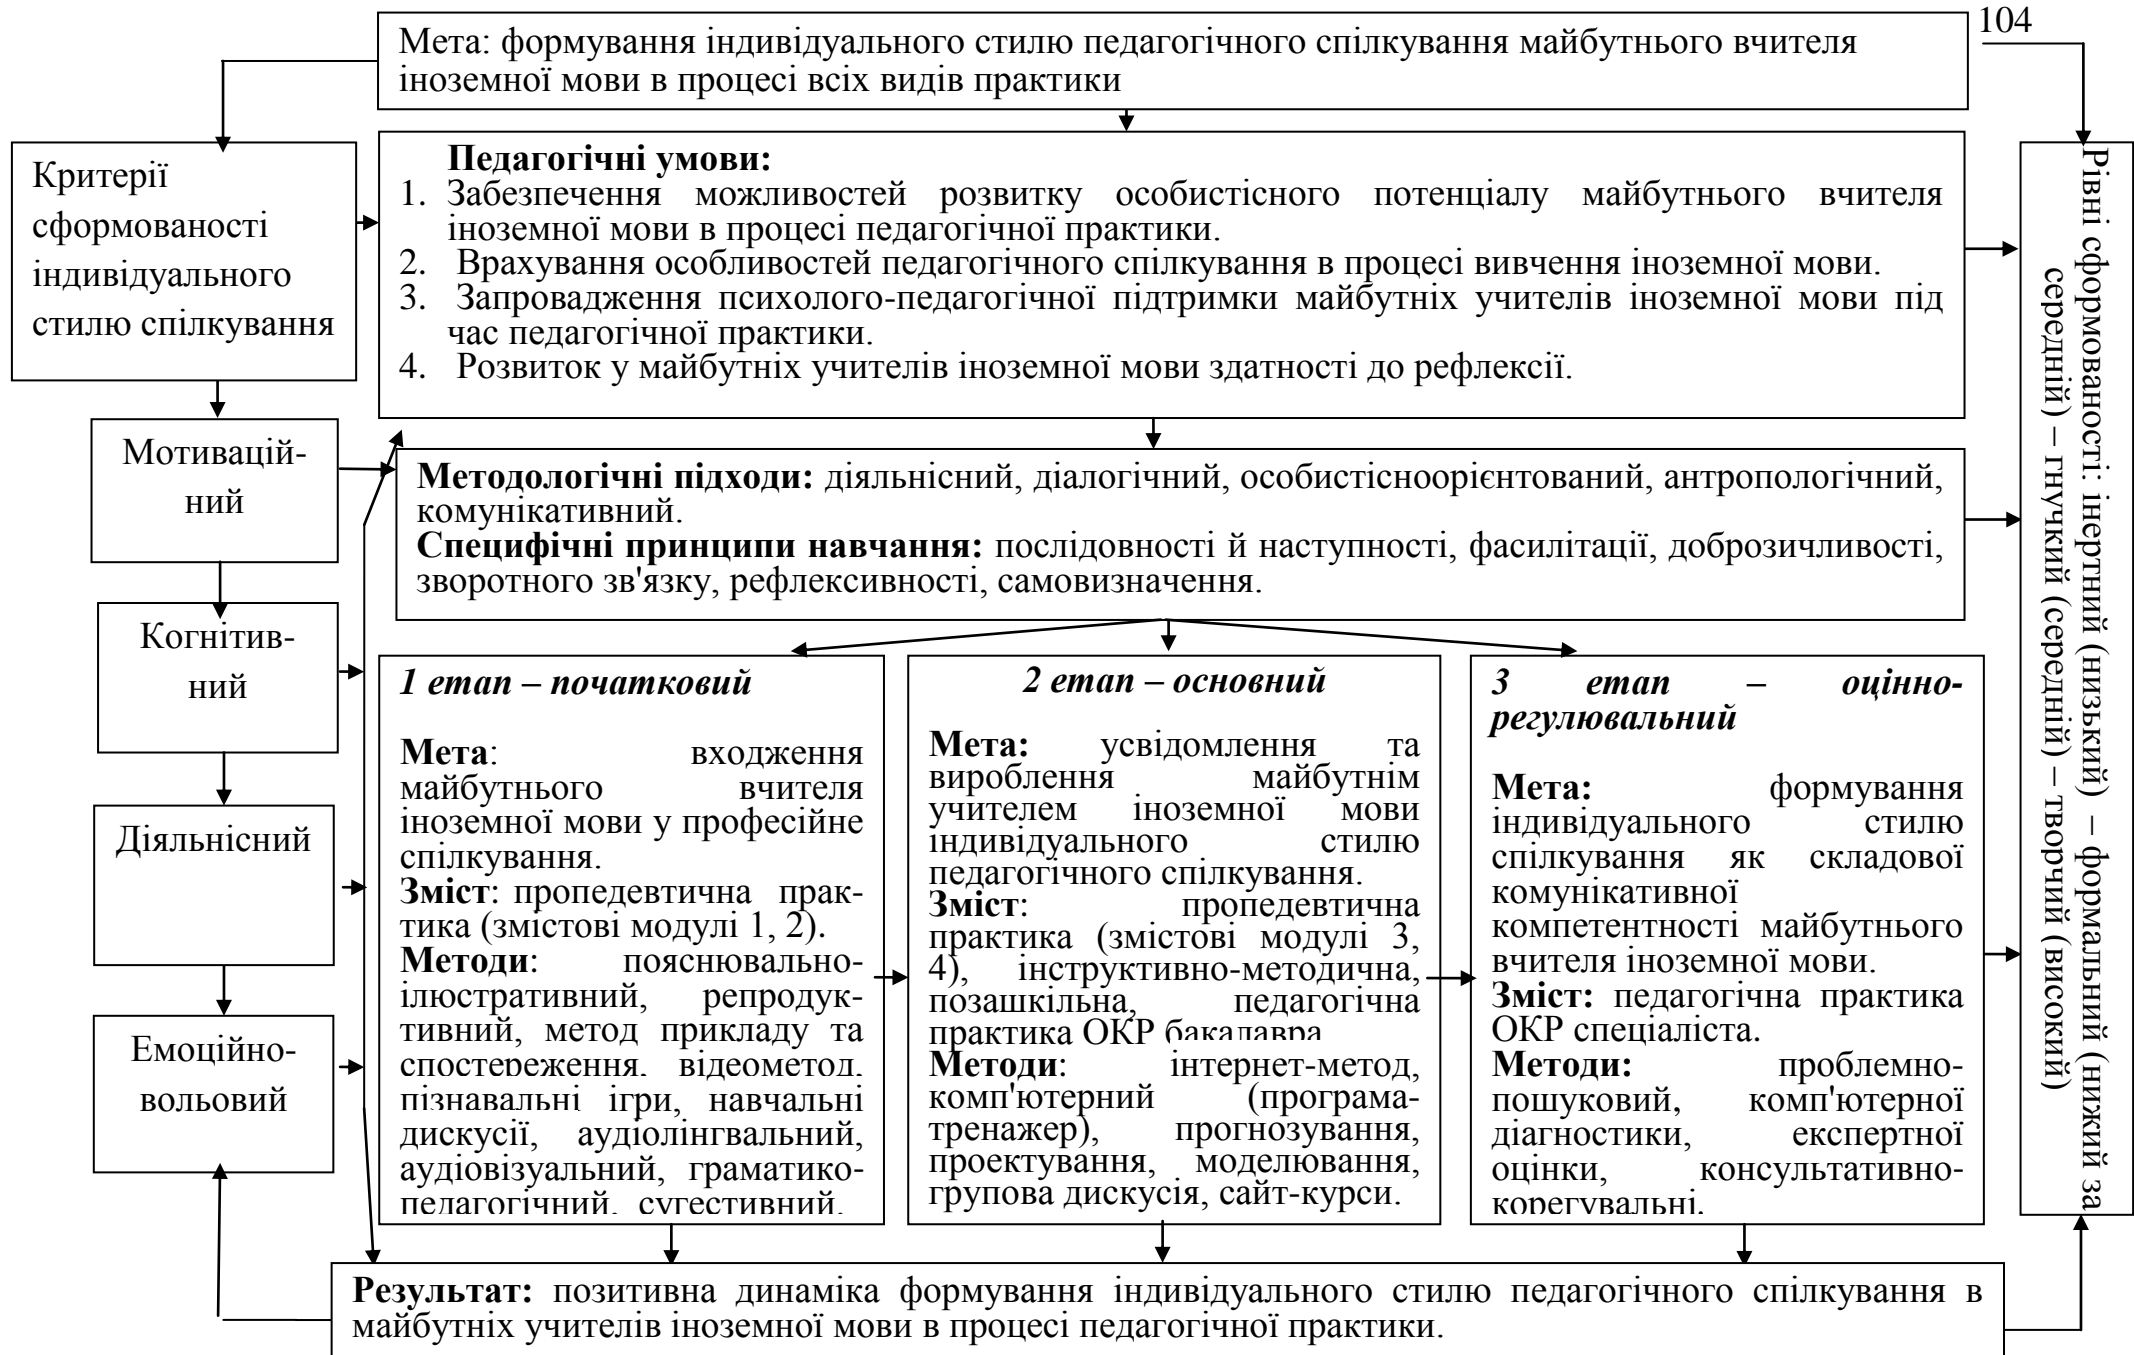 104
Мета: формування індивідуального стилю педагогічного спілкування майбутнього вчителя
іноземної мови в процесі всіх видів практики
Критерії
сформованості
індивідуального
стилю спілкування
Педагогічні умови:
1. Забезпечення можливостей розвитку особистісного потенціалу майбутнього вчителя
іноземної мови в процесі педагогічної практики.
2. Врахування особливостей педагогічного спілкування в процесі вивчення іноземної мови.
3. Запровадження психолого-педагогічної підтримки майбутніх учителів іноземної мови під
час педагогічної практики.
4. Розвиток у майбутніх учителів іноземної мови здатності до рефлексії.
Мотивацій-
ний
Когнітив-
ний
Діяльнісний
Емоційно-
вольовий
Методологічні підходи: діяльнісний, діалогічний, особистісноорієнтований, антропологічний,
комунікативний.
Специфічні принципи навчання: послідовності й наступності, фасилітації, доброзичливості,
зворотного зв'язку, рефлексивності, самовизначення.
1 етап – початковий
Мета: входження
майбутнього вчителя
іноземної мови у професійне
спілкування.
Зміст: пропедевтична прак-
тика (змістові модулі 1, 2).
Методи: пояснювально-
ілюстративний, репродук-
тивний, метод прикладу та
спостереження, відеометод,
пізнавальні ігри, навчальні
дискусії, аудіолінгвальний,
аудіовізуальний, граматико-
педагогічний, сугестивний.
2 етап – основний
Мета: усвідомлення та
вироблення майбутнім
учителем іноземної мови
індивідуального стилю
педагогічного спілкування.
Зміст: пропедевтична
практика (змістові модулі 3,
4), інструктивно-методична,
позашкільна, педагогічна
практика ОКР бакалавра
Методи: інтернет-метод,
комп'ютерний (програма-
тренажер), прогнозування,
проектування, моделювання,
групова дискусія, сайт-курси.
3 етап – оцінно-
регулювальний
Мета: формування
індивідуального стилю
спілкування як складової
комунікативної
компетентності майбутнього
вчителя іноземної мови.
Зміст: педагогічна практика
ОКР спеціаліста.
Методи: проблемно-
пошуковий, комп'ютерної
діагностики, експертної
оцінки, консультативно-
корегувальні.
Рівні сформованості: інертний (низький) – формальний (нижий за
середній) – гнучкий (середній) – творчий (високий)
Результат: позитивна динаміка формування індивідуального стилю педагогічного спілкування в
майбутніх учителів іноземної мови в процесі педагогічної практики.